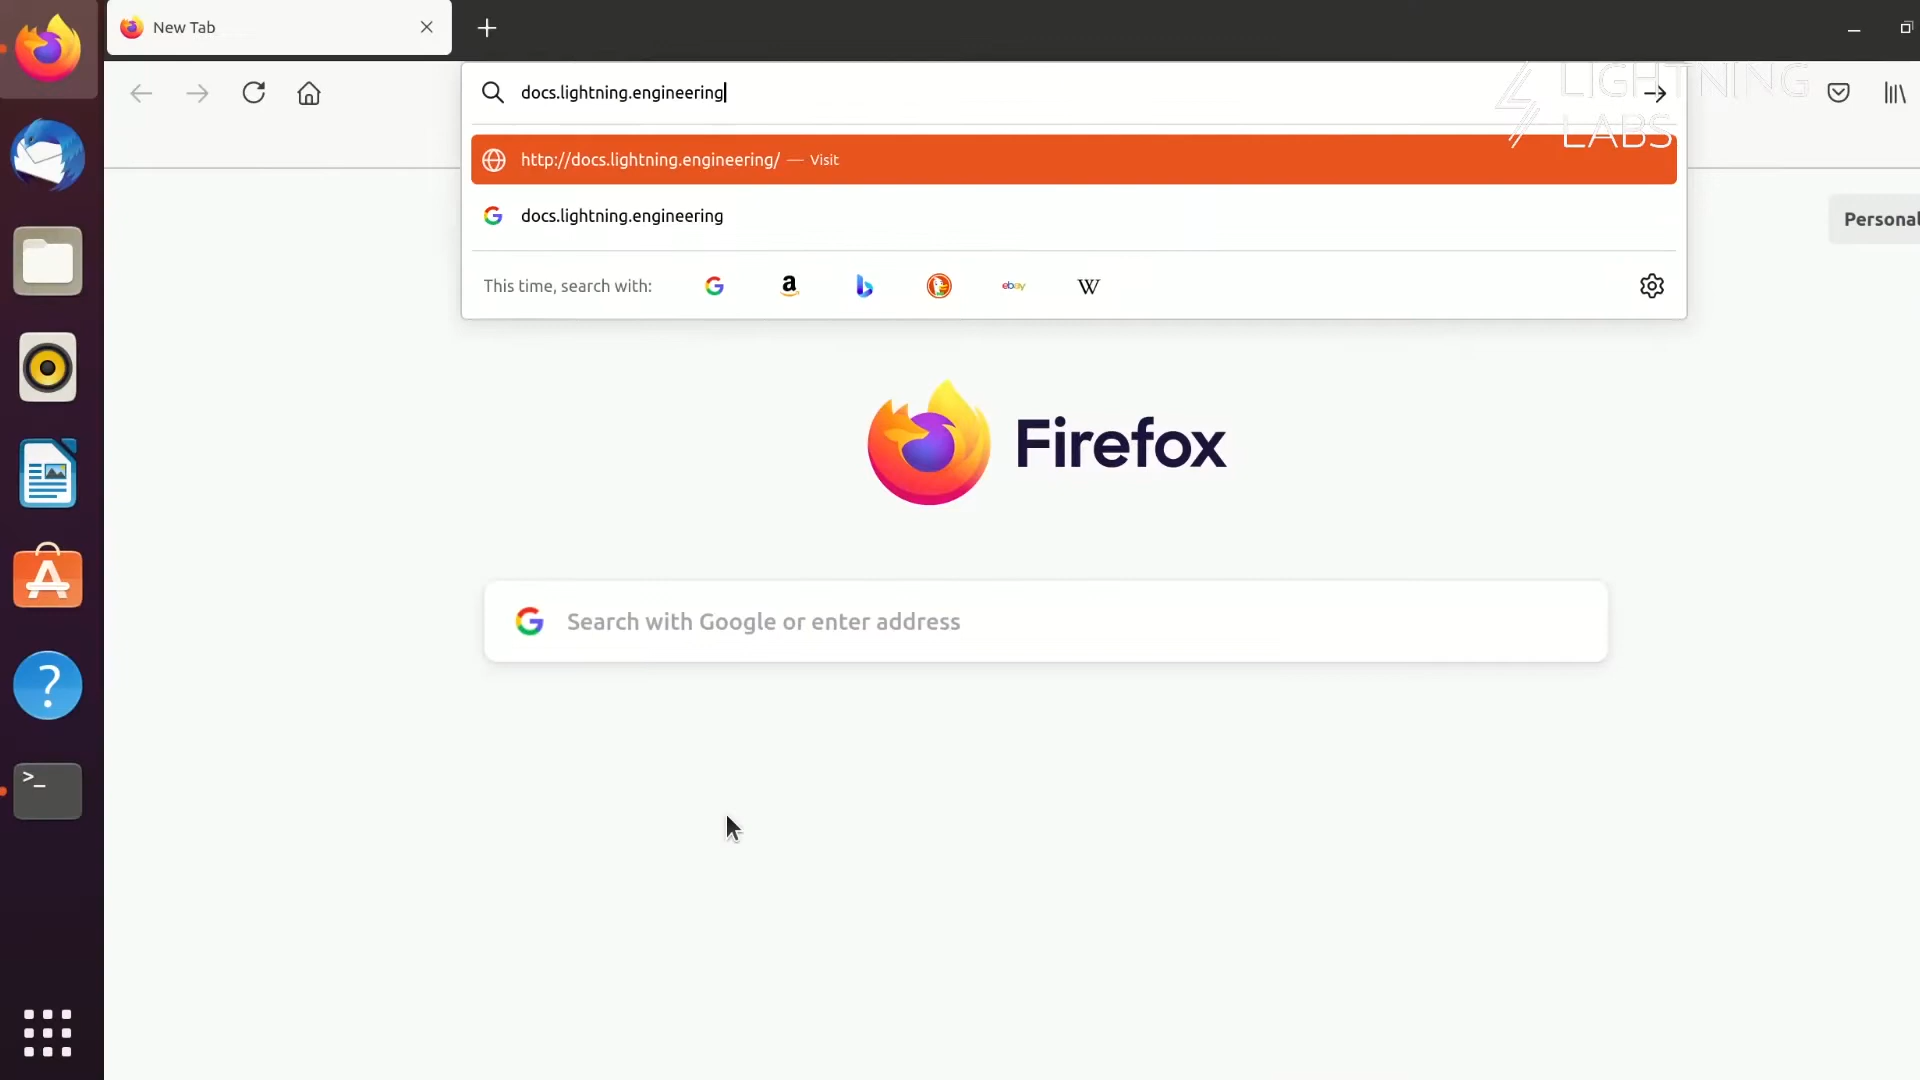 New Tab
docs.lightning.engineering
LIGHTNING
LABS
http://docs.lightning.engineering/ — Visit
docs.lightning.engineering
Personal
This time, search with:
G
a
b
ebay
W
Firefox
G
Search with Google or enter address
A
?
>_